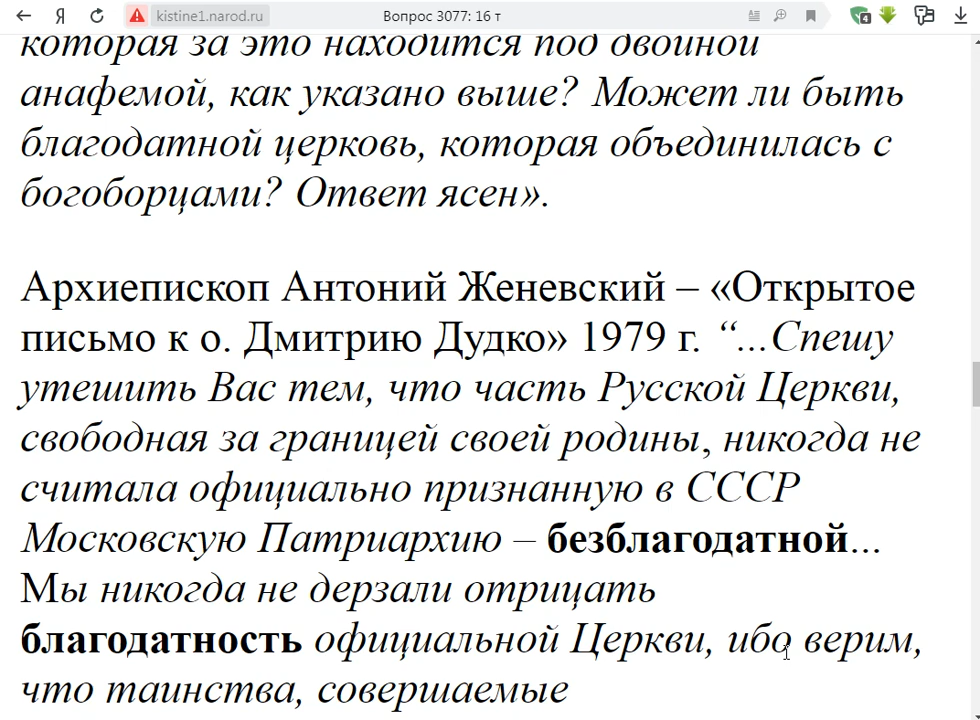 kistine1.narod.ru
Вопрос 3077: 16 т
4
которая за это находится под двойной
анафемой, как указано выше? Может ли быть
благодатной церковь, которая объединилась с
богоборцами? Ответ ясен».
Архиепископ Антоний Женевский – «Открытое
письмо к о. Дмитрию Дудко» 1979 г. “...Спешу
утешить Вас тем, что часть Русской Церкви,
свободная за границей своей родины, никогда не
считала официально признанную в СССР
Московскую Патриархию – безблагодатной...
Мы никогда не дерзали отрицать
благодатность официальной Церкви, ибо верим,
что таинства, совершаемые